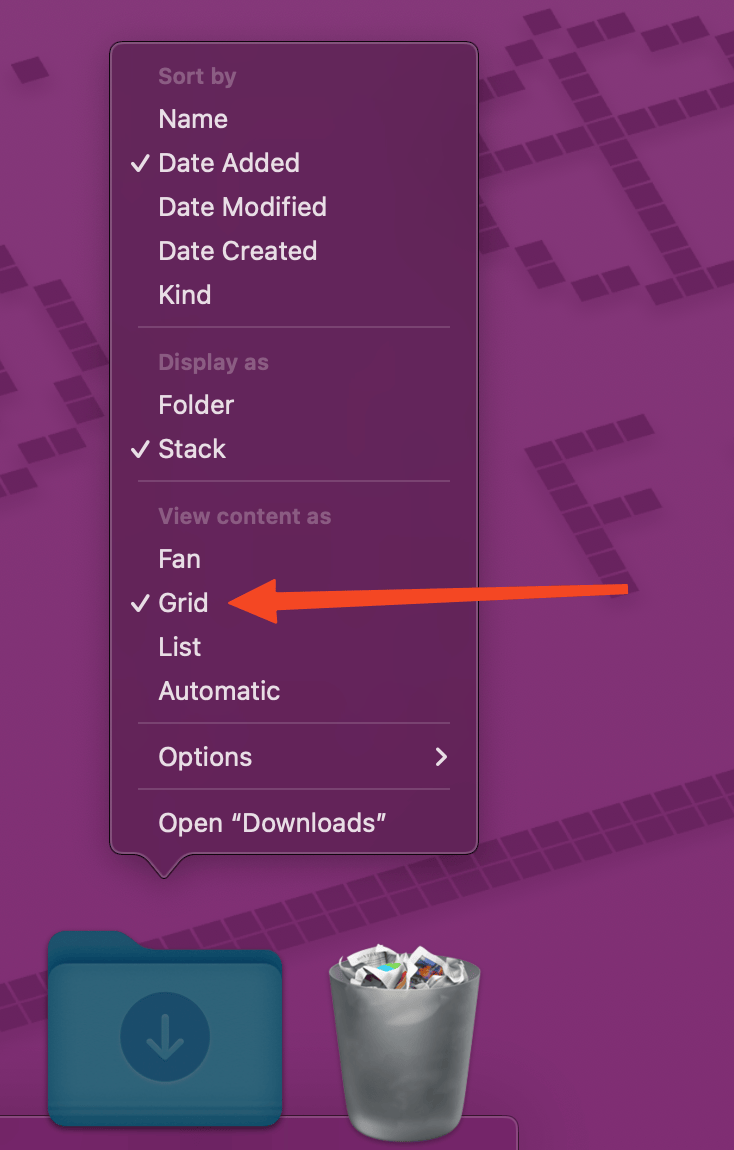 Sort by
Name
✓ Date Added
Date Modified
Date Created
Kind
Display as
Folder
✓ Stack
View content as
Fan
✓ Grid
List
Automatic
Options
Open “Downloads”